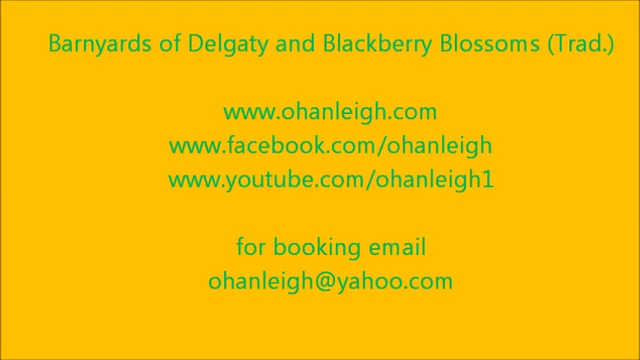 Barnyards of Delgaty and Blackberry Blossoms (Trad.)
www.ohanleigh.com
www.facebook.com/ohanleigh
www.youtube.com/ohanleigh1
for booking email
ohanleigh@yahoo.com